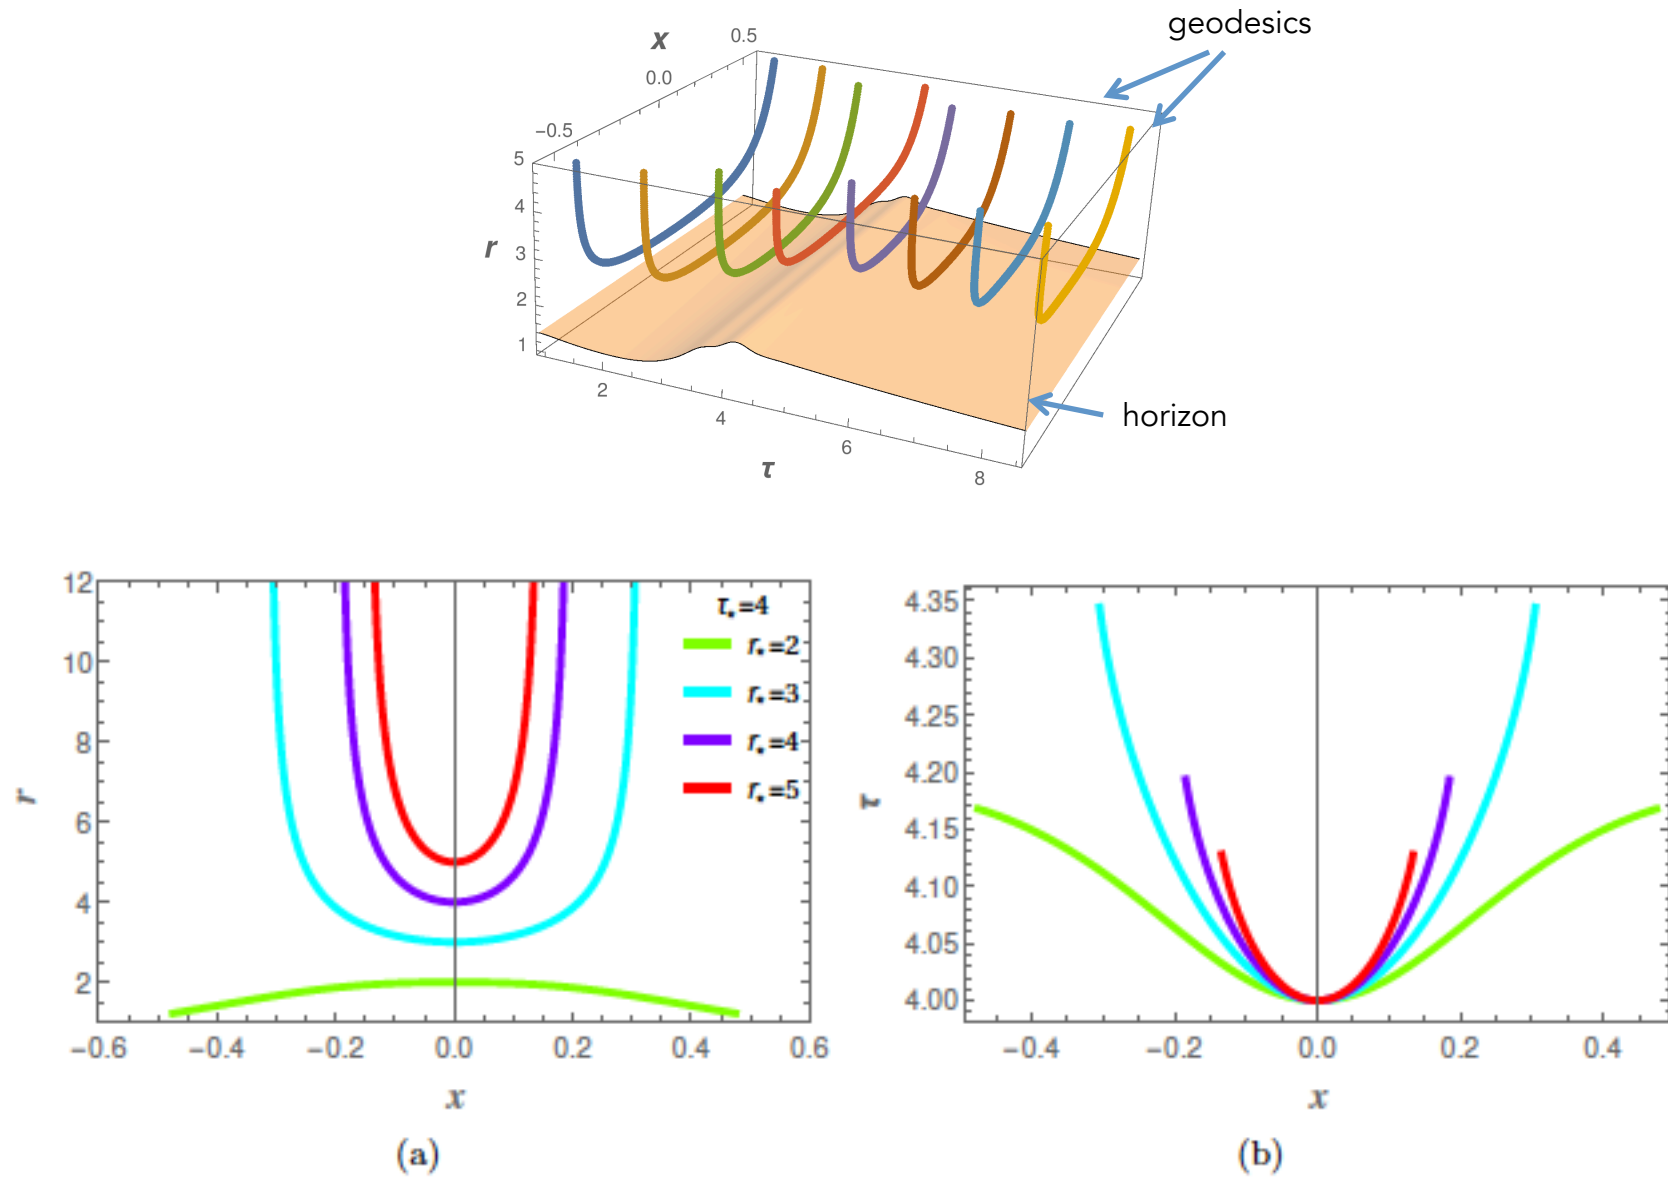 geodesics
x
0.5
0.0
−0.5
5
4
r
3
2
1
horizon
2
4
6
8
τ
12
10
8
r
6
4
2
τ*=4
r*=2
r*=3
r*=4
r*=5
−0.6 −0.4 −0.2 0.0 0.2 0.4 0.6
x
(a)
4.35
4.30
4.25
4.20
τ
4.15
4.10
4.05
4.00
−0.4 −0.2 0.0 0.2 0.4
x
(b)